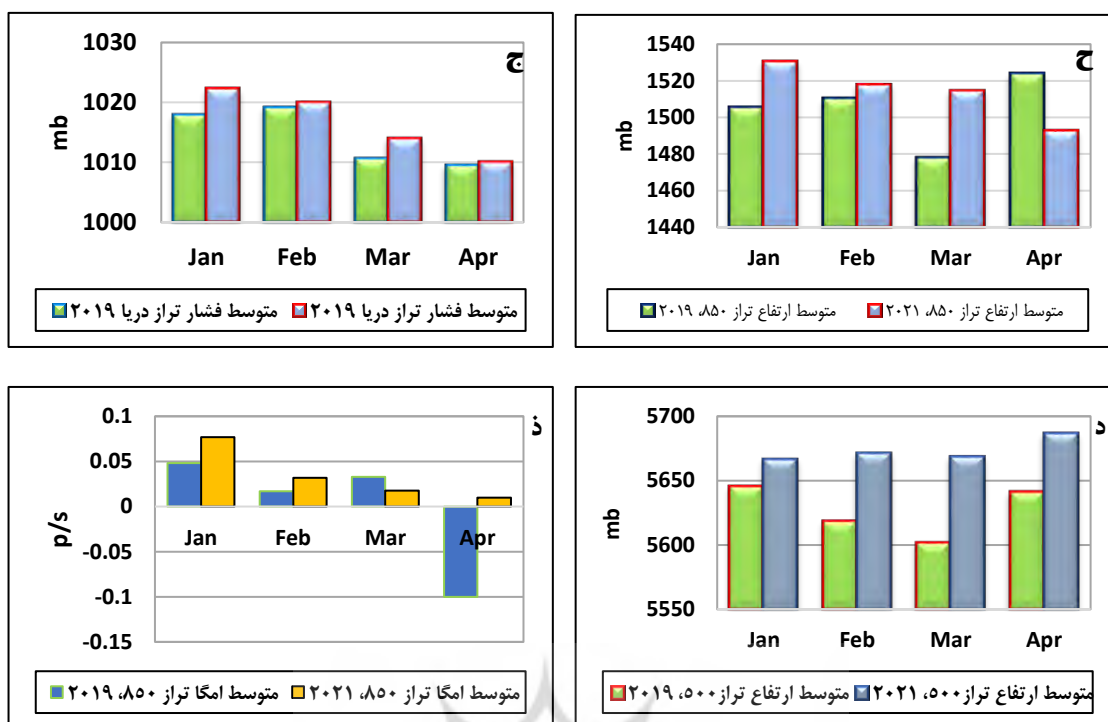 ج
1030
1020
1010
1000
mb
Jan Feb Mar Apr
متوسط فشار تراز دریا ۲۰۱۹ متوسط فشار تراز دریا ۲۰۱۹
ح
1540
1520
1500
1480
1460
1440
mb
Jan Feb Mar Apr
متوسط ارتفاع تراز ۸۵۰، ۲۰۱۹ متوسط ارتفاع تراز ۸۵۰، ۲۰۲۱
ذ
0.1
0.05
0
-0.05
-0.1
-0.15
p/s
Jan Feb Mar Apr
متوسط امگا تراز ۸۵۰، ۲۰۱۹ متوسط امگا تراز ۸۵۰، ۲۰۲۱
د
5700
5650
5600
5550
mb
Jan Feb Mar Apr
متوسط ارتفاع تراز۵۰۰، ۲۰۱۹ متوسط ارتفاع تراز۵۰۰، ۲۰۲۱